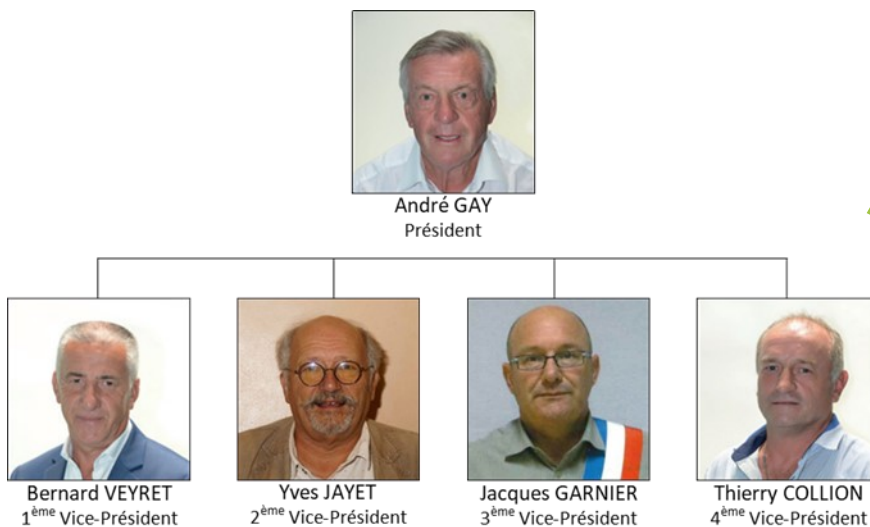 André GAY
Président
Bernard VEYRET
1ème Vice-Président
Yves JAYET
2ème Vice-Président
Jacques GARNIER
3ème Vice-Président
Thierry COLLION
4ème Vice-Président